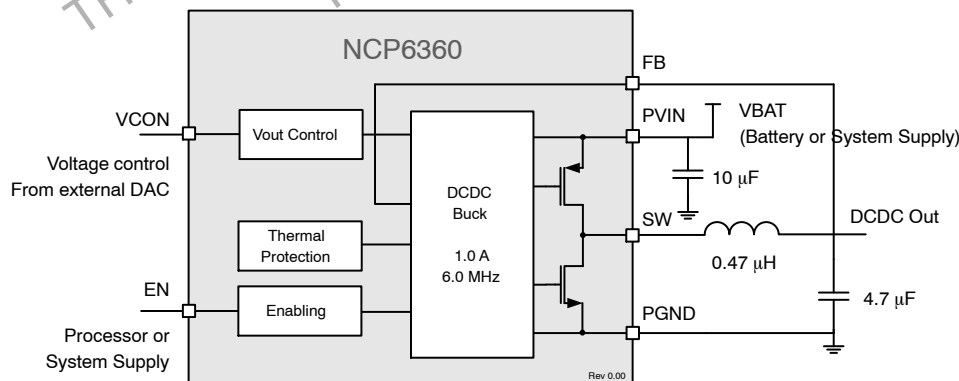 TH
NCP6360
FB
VCON
PVIN
VBAT
(Battery or System Supply)
Vout Control
Voltage control
From external DAC
10 μF
DCDC
Buck
1.0 A
6.0 MHz
SW
DCDC Out
0.47 μH
Thermal
Protection
EN
Enabling
4.7 μF
PGND
Processor or
System Supply
Rev 0.00